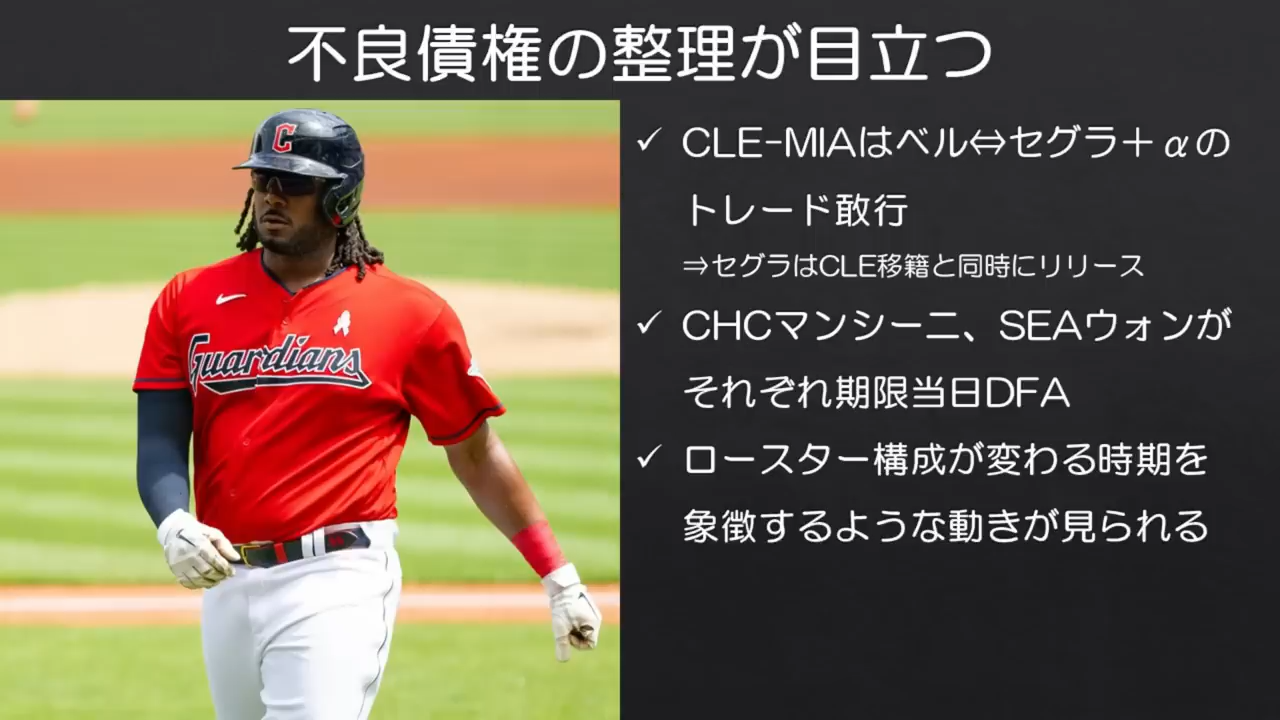 不良債権の整理が目立つ
C
Guardians
✓ CLE-MIAはベル⇔セグラ＋αの
トレード敢行
⇒セグラはCLE移籍と同時にリリース
✓ CHCマンシーニ、SEAウォンが
それぞれ期限当日DFA
✓ ロースター構成が変わる時期を
象徴するような動きが見られる